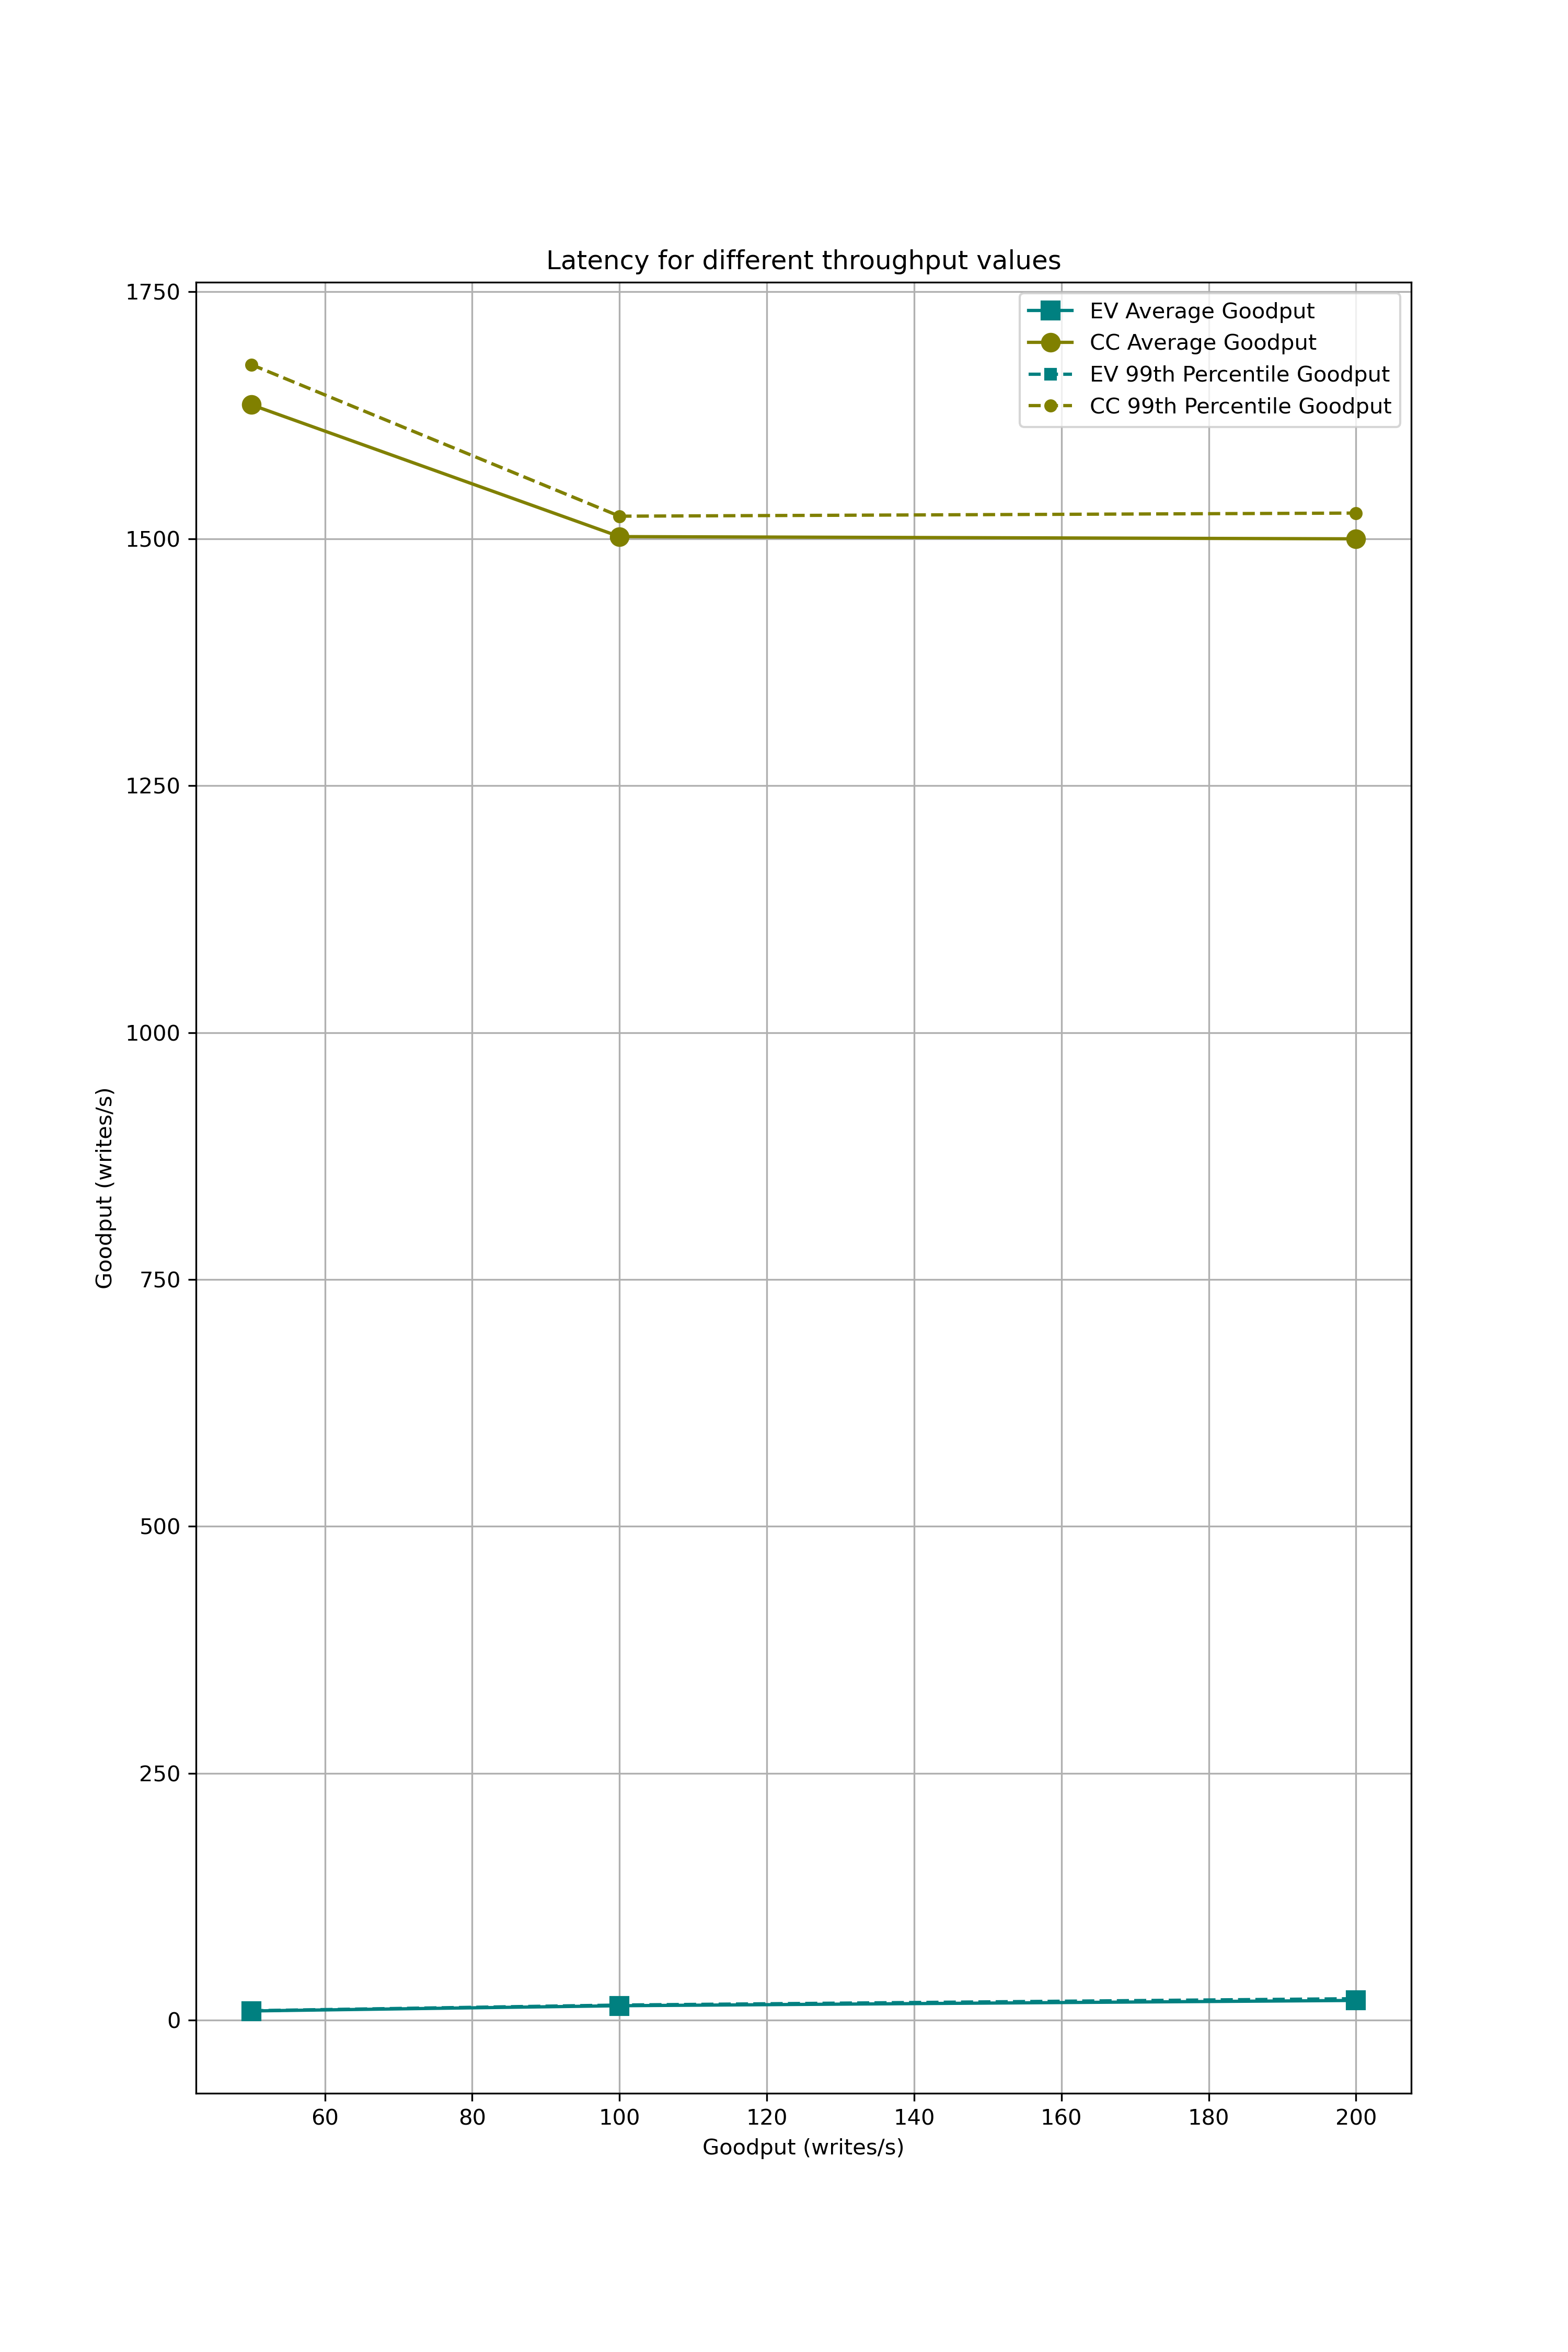 Latency for different throughput values
EV Average Goodput
CC Average Goodput
EV 99th Percentile Goodput
CC 99th Percentile Goodput
1750
1500
1250
1000
750
500
250
0
Goodput (writes/s)
60 80 100 120 140 160 180 200
Goodput (writes/s)